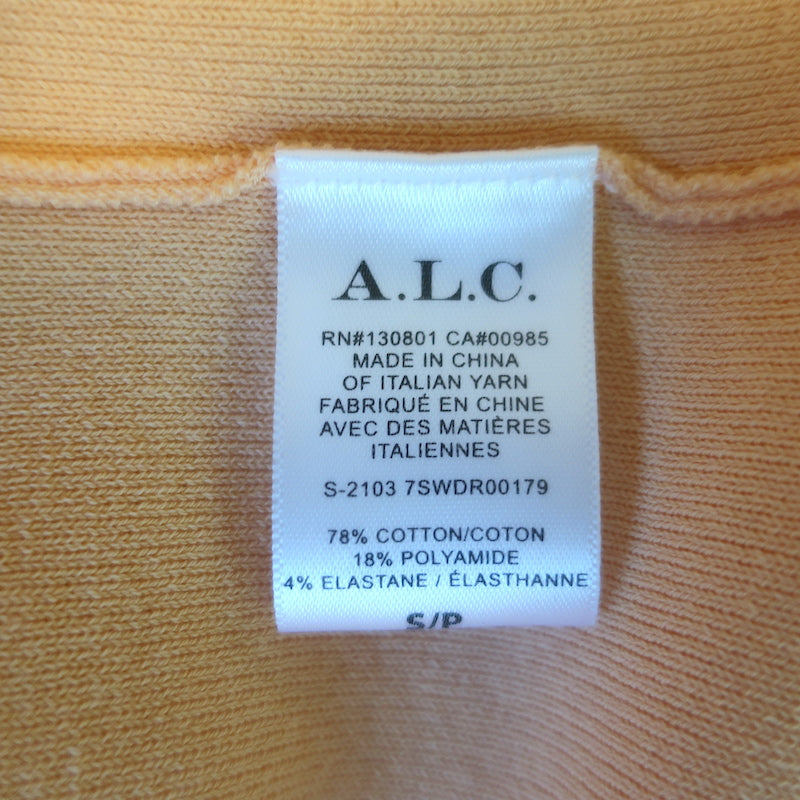 A.L.C.
RN#130801 CA#00985
MADE IN CHINA
OF ITALIAN YARN
FABRIQUÉ EN CHINE
AVEC DES MATIÈRES
ITALIENNES
S-2103 7SWDR00179
78% COTTON/COTON
18% POLYAMIDE
4% ELASTANE / ÉLASTHANNE
S/P